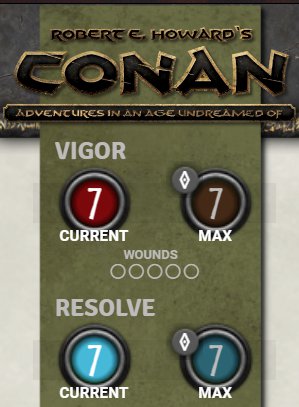 ROBERT E. HOWARD'S
CONAN
ADVENTURES IN AN AGE UNDREAMED OF
VIGOR
7 7
CURRENT MAX
WOUNDS
RESOLVE
7 7
CURRENT MAX